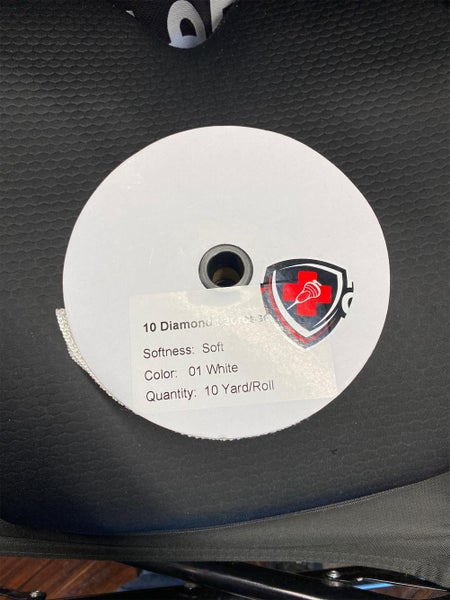 10 Diamond
Softness: Soft
Color: 01 White
Quantity: 10 Yard/Roll